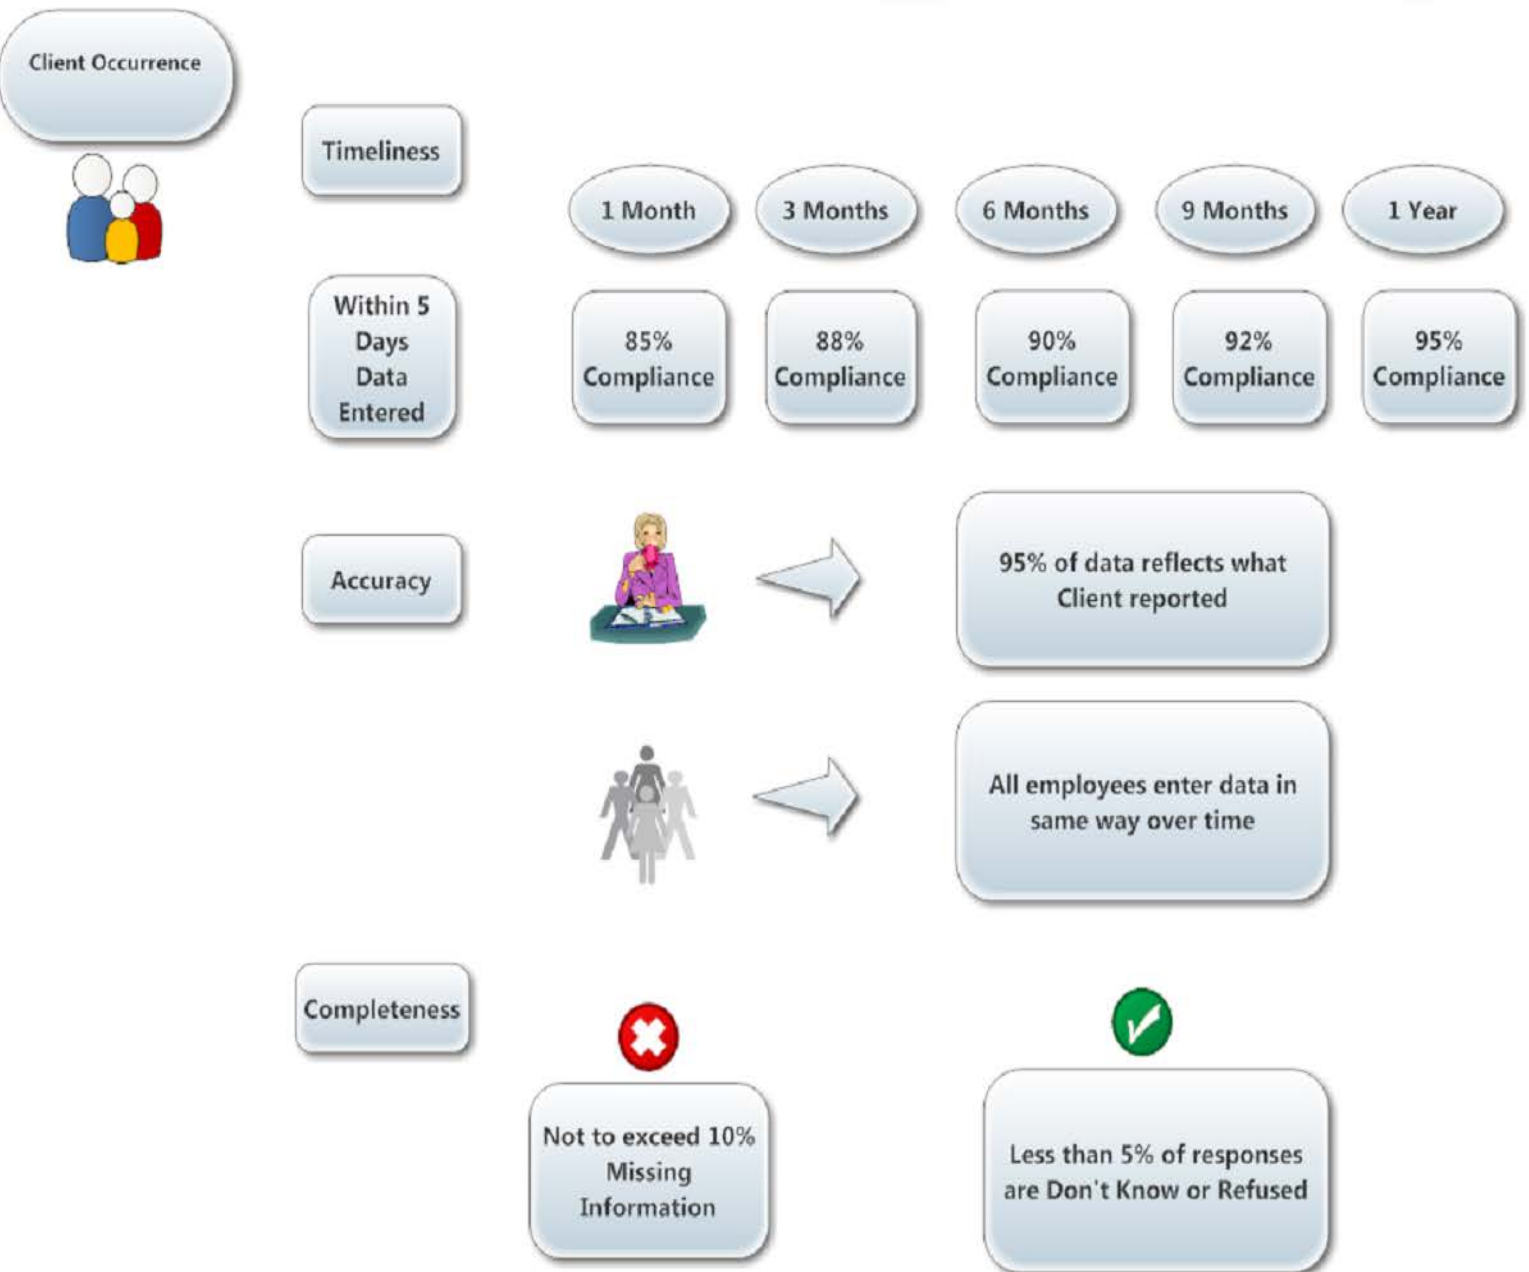 Client Occurrence
Timeliness
1 Month
3 Months
6 Months
9 Months
1 Year
Within 5
Days
Data
Entered
85%
Compliance
88%
Compliance
90%
Compliance
92%
Compliance
95%
Compliance
Accuracy
95% of data reflects what
Client reported
All employees enter data in
same way over time
Completeness
Not to exceed 10%
Missing
Information
Less than 5% of responses
are Don't Know or Refused